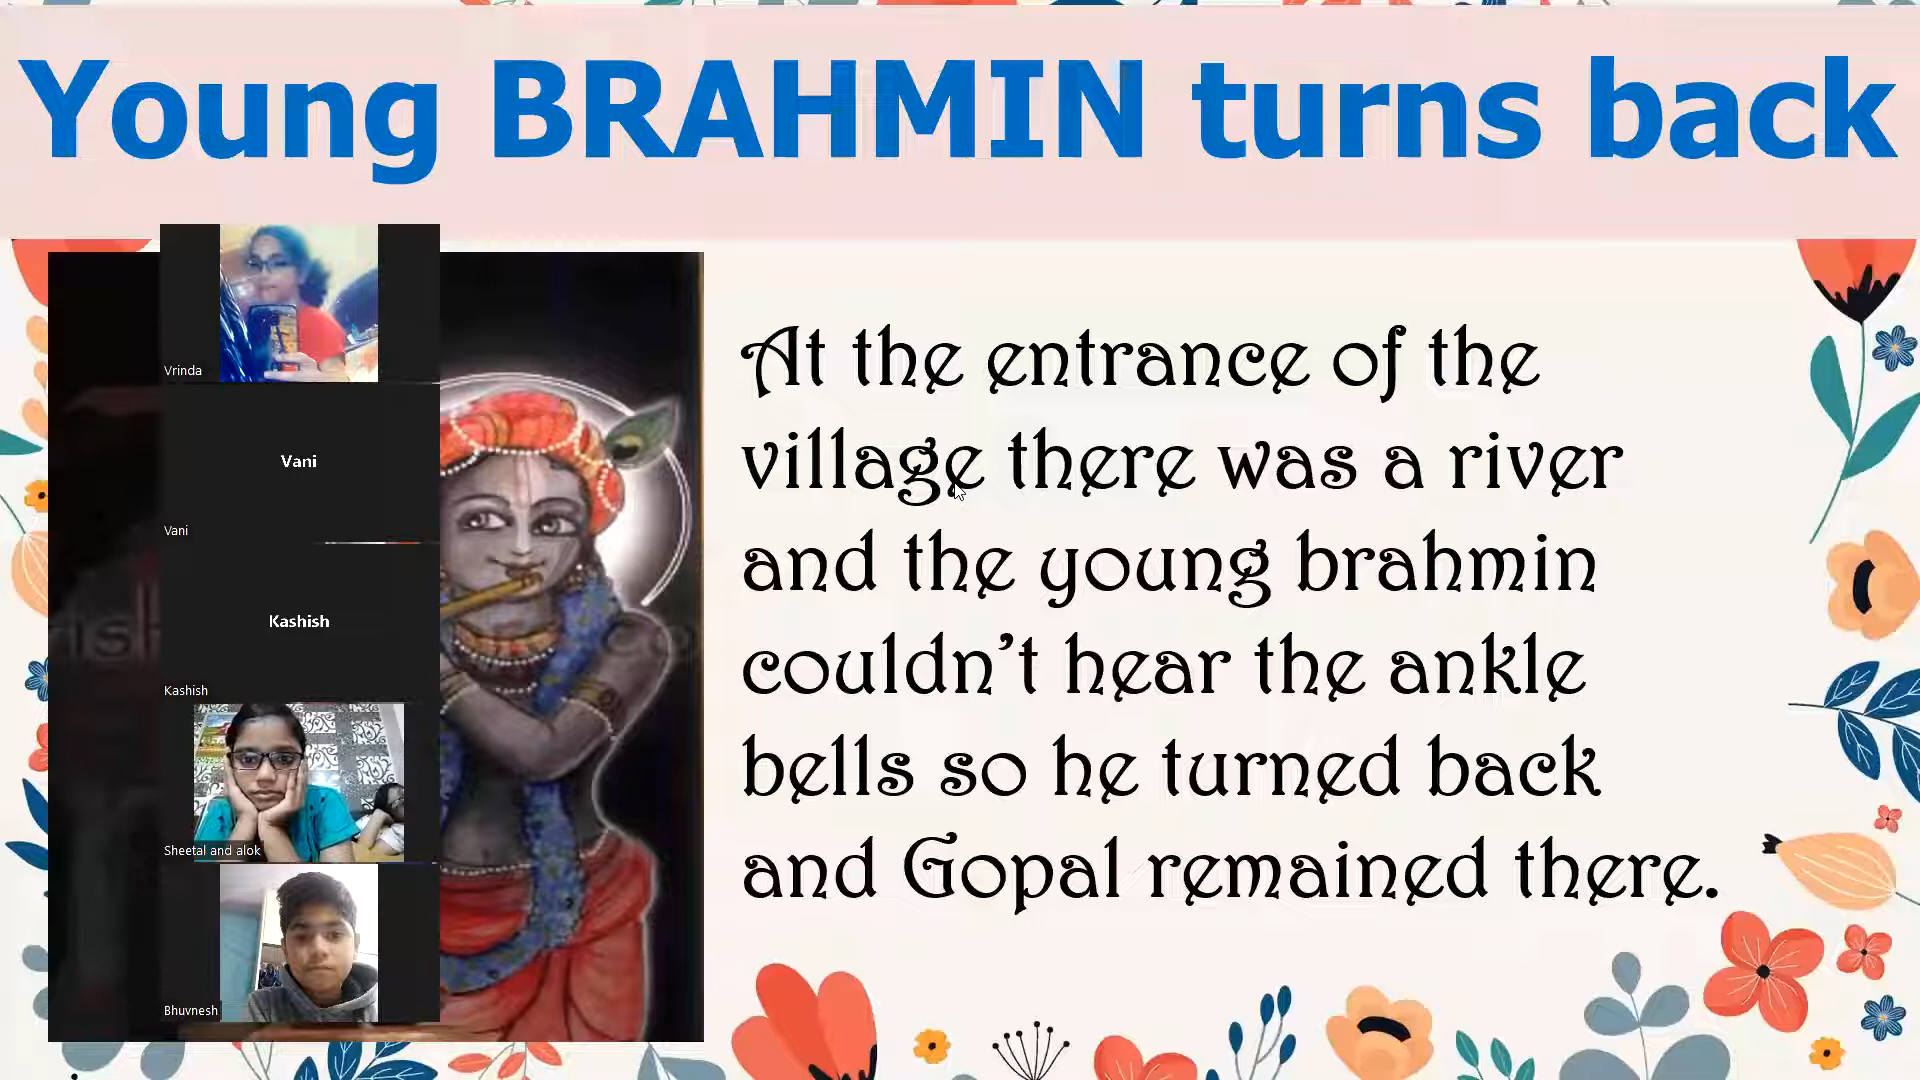 Young BRAHMIN turns back
Vrinda
Vani
Vani
Kashish
Kashish
Sheetal and alok
Bhuvnesh
At the entrance of the
village there was a river
and the young brahmin
couldn’t hear the ankle
bells so he turned back
and Gopal remained there.